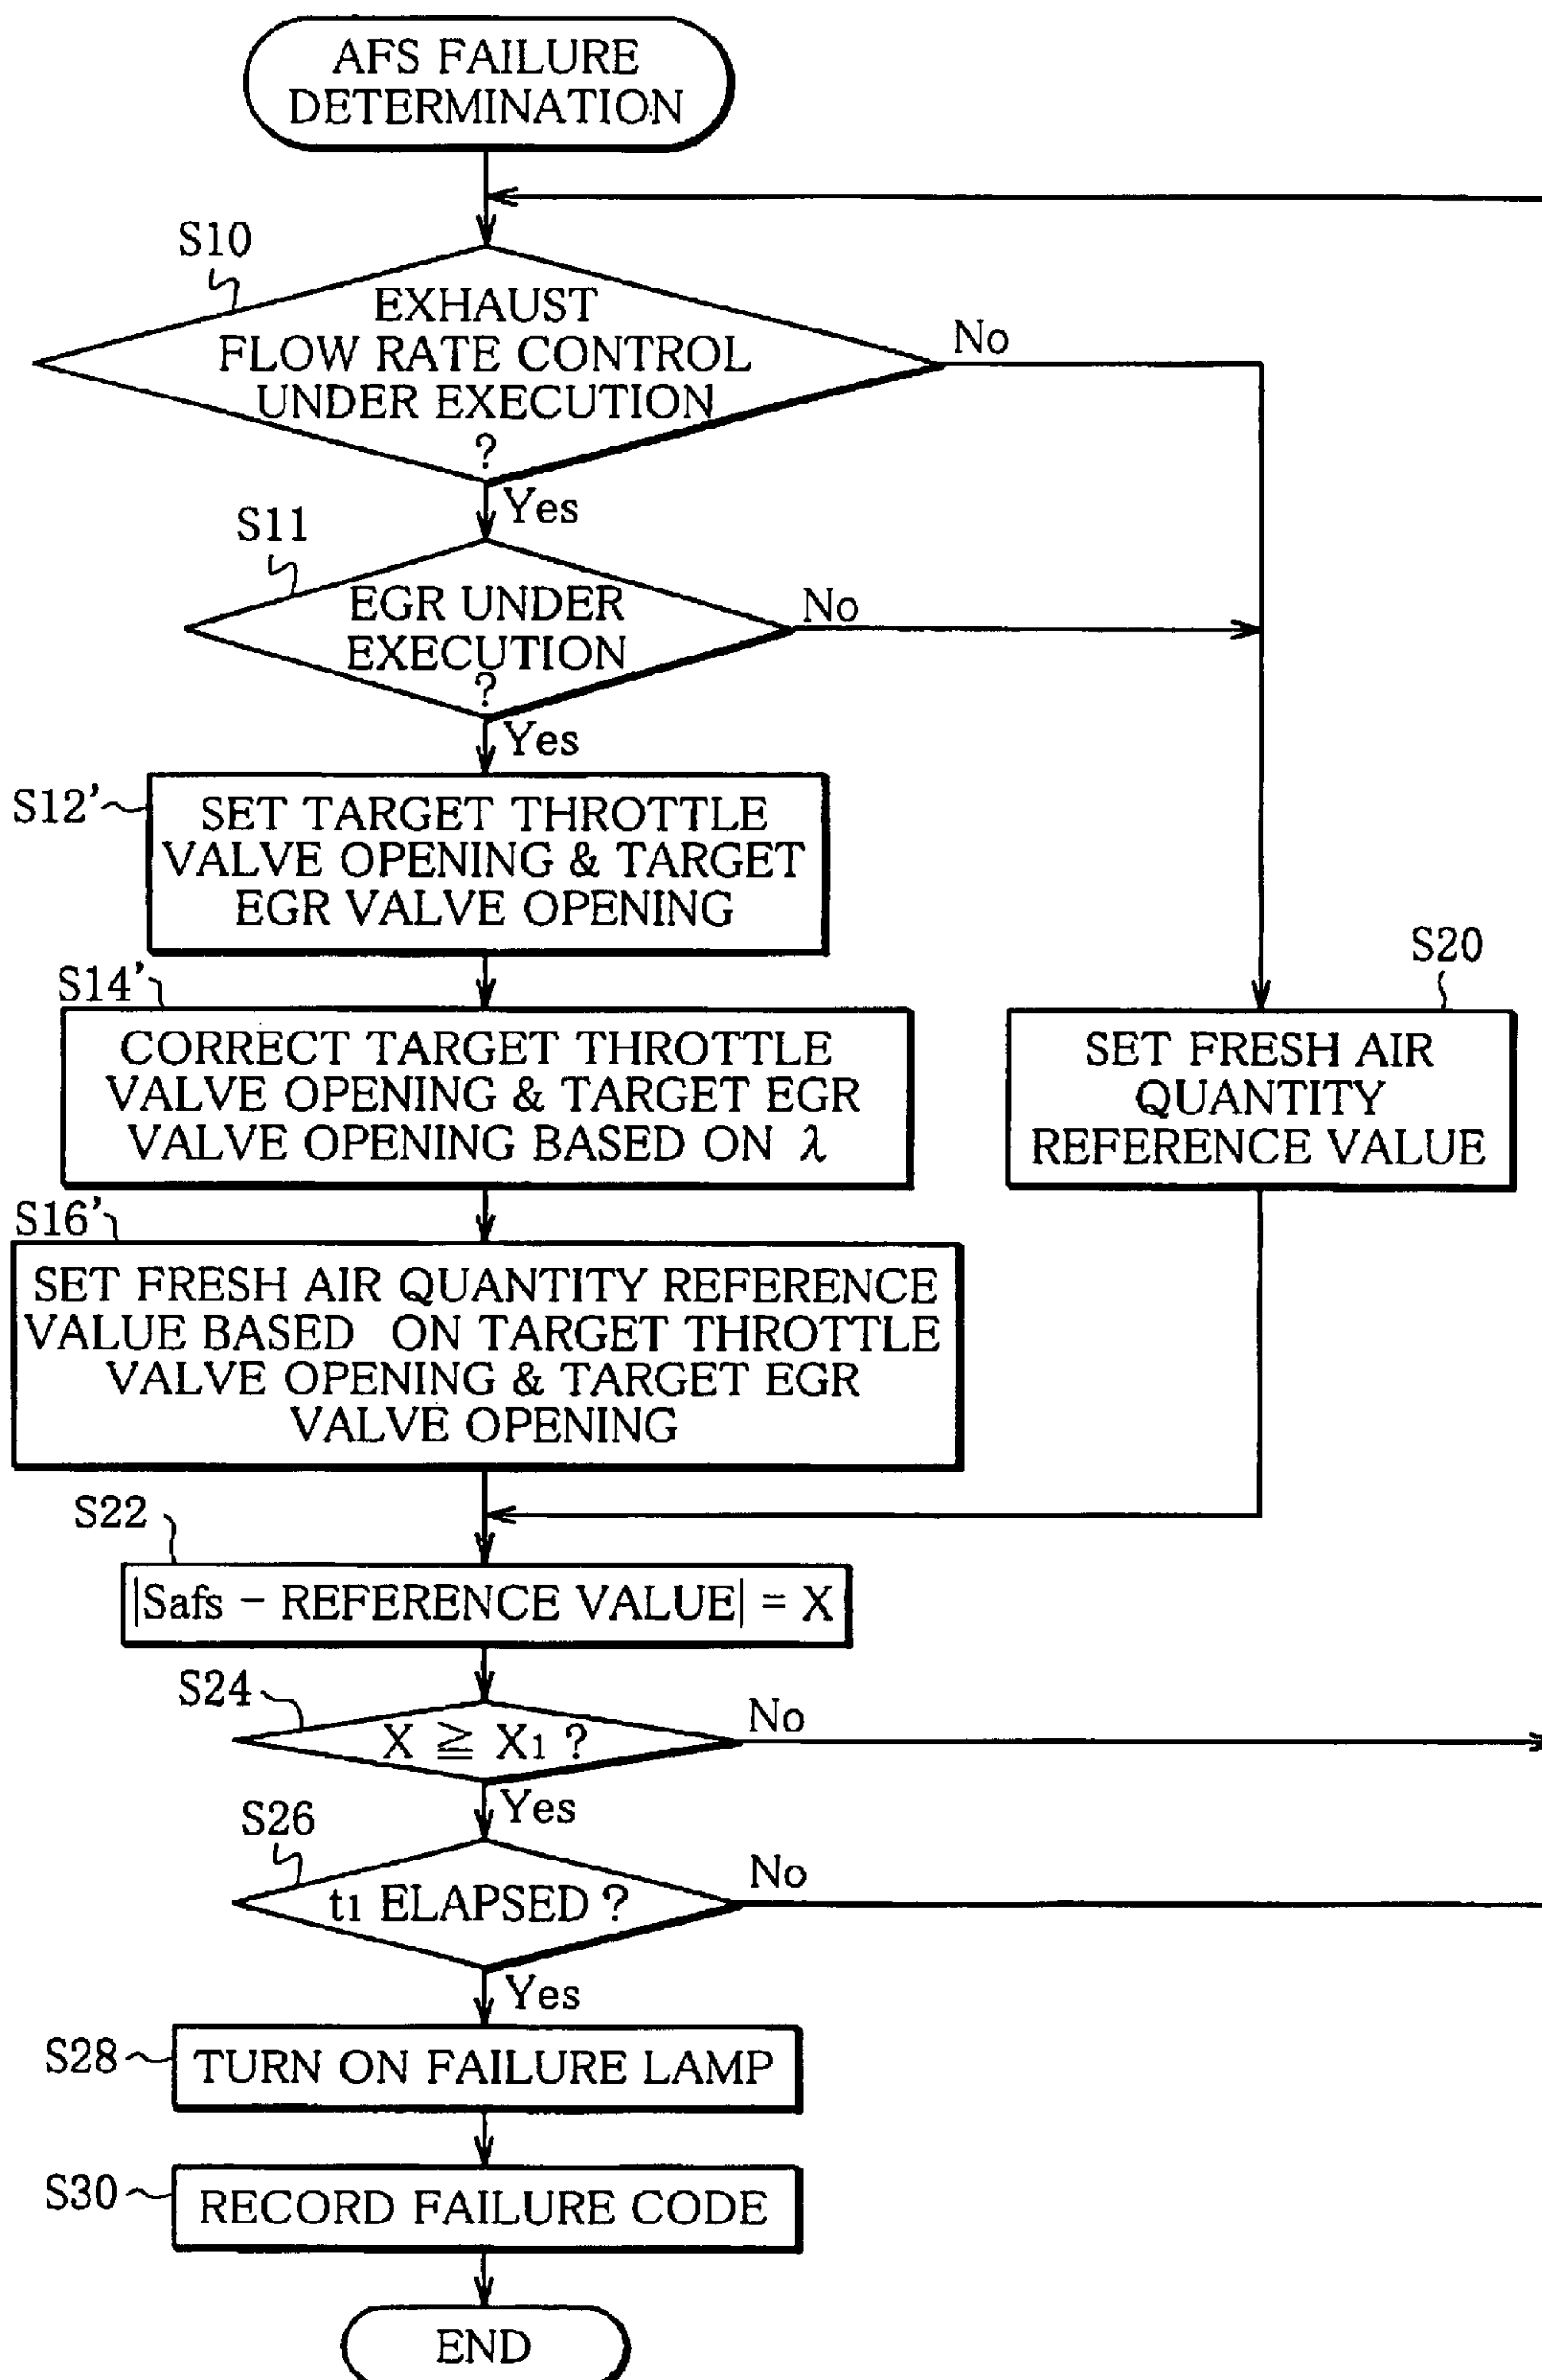 AFS FAILURE
DETERMINATION
S10
EXHAUST
FLOW RATE CONTROL
UNDER EXECUTION
?
No
Yes
S11
EGR UNDER
EXECUTION
?
No
Yes
S12'
SET TARGET THROTTLE
VALVE OPENING & TARGET
EGR VALVE OPENING
S14'
CORRECT TARGET THROTTLE
VALVE OPENING & TARGET EGR
VALVE OPENING BASED ON λ
S20
SET FRESH AIR
QUANTITY
REFERENCE VALUE
S16'
SET FRESH AIR QUANTITY REFERENCE
VALUE BASED ON TARGET THROTTLE
VALVE OPENING & TARGET EGR
VALVE OPENING
S22
|Safs - REFERENCE VALUE| = X
S24
X ≧ X1 ?
No
Yes
S26
t1 ELAPSED ?
No
Yes
S28
TURN ON FAILURE LAMP
S30
RECORD FAILURE CODE
END